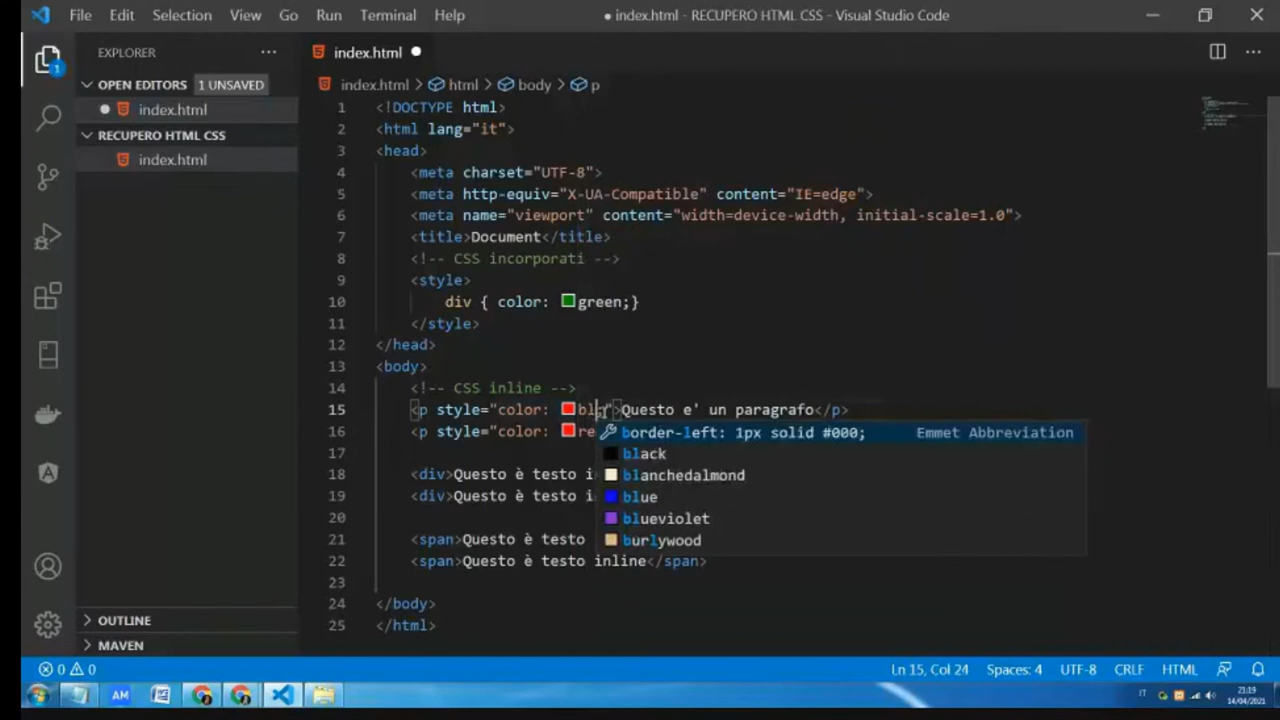 File Edit Selection View Go Run Terminal Help
● index.html - RECUPERO HTML CSS - Visual Studio Code
EXPLORER
OPEN EDITORS 1 UNSAVED
index.html
RECUPERO HTML CSS
index.html
OUTLINE
MAVEN
1
index.html
index.html > html > body > p
1 <!DOCTYPE html>
2 <html lang="it">
3 <head>
4 <meta charset="UTF-8">
5 <meta http-equiv="X-UA-Compatible" content="IE=edge">
6 <meta name="viewport" content="width=device-width, initial-scale=1.0">
7 <title>Document</title>
8 <!-- CSS incorporati -->
9 <style>
10 div { color: green;}
11 </style>
12 </head>
13 <body>
14 <!-- CSS inline -->
15 <p style="color: bl">Questo e' un paragrafo</p>
16 <p style="color: re
17
18 <div>Questo è testo i
19 <div>Questo è testo i
20
21 <span>Questo è testo
22 <span>Questo è testo inline</span>
23
24 </body>
25 </html>
border-left: 1px solid #000; Emmet Abbreviation
black
blanchedalmond
blue
blueviolet
burlywood
0 0 Ln 15, Col 24 Spaces: 4 UTF-8 CRLF HTML
AM W IT 21:19
14/04/2021